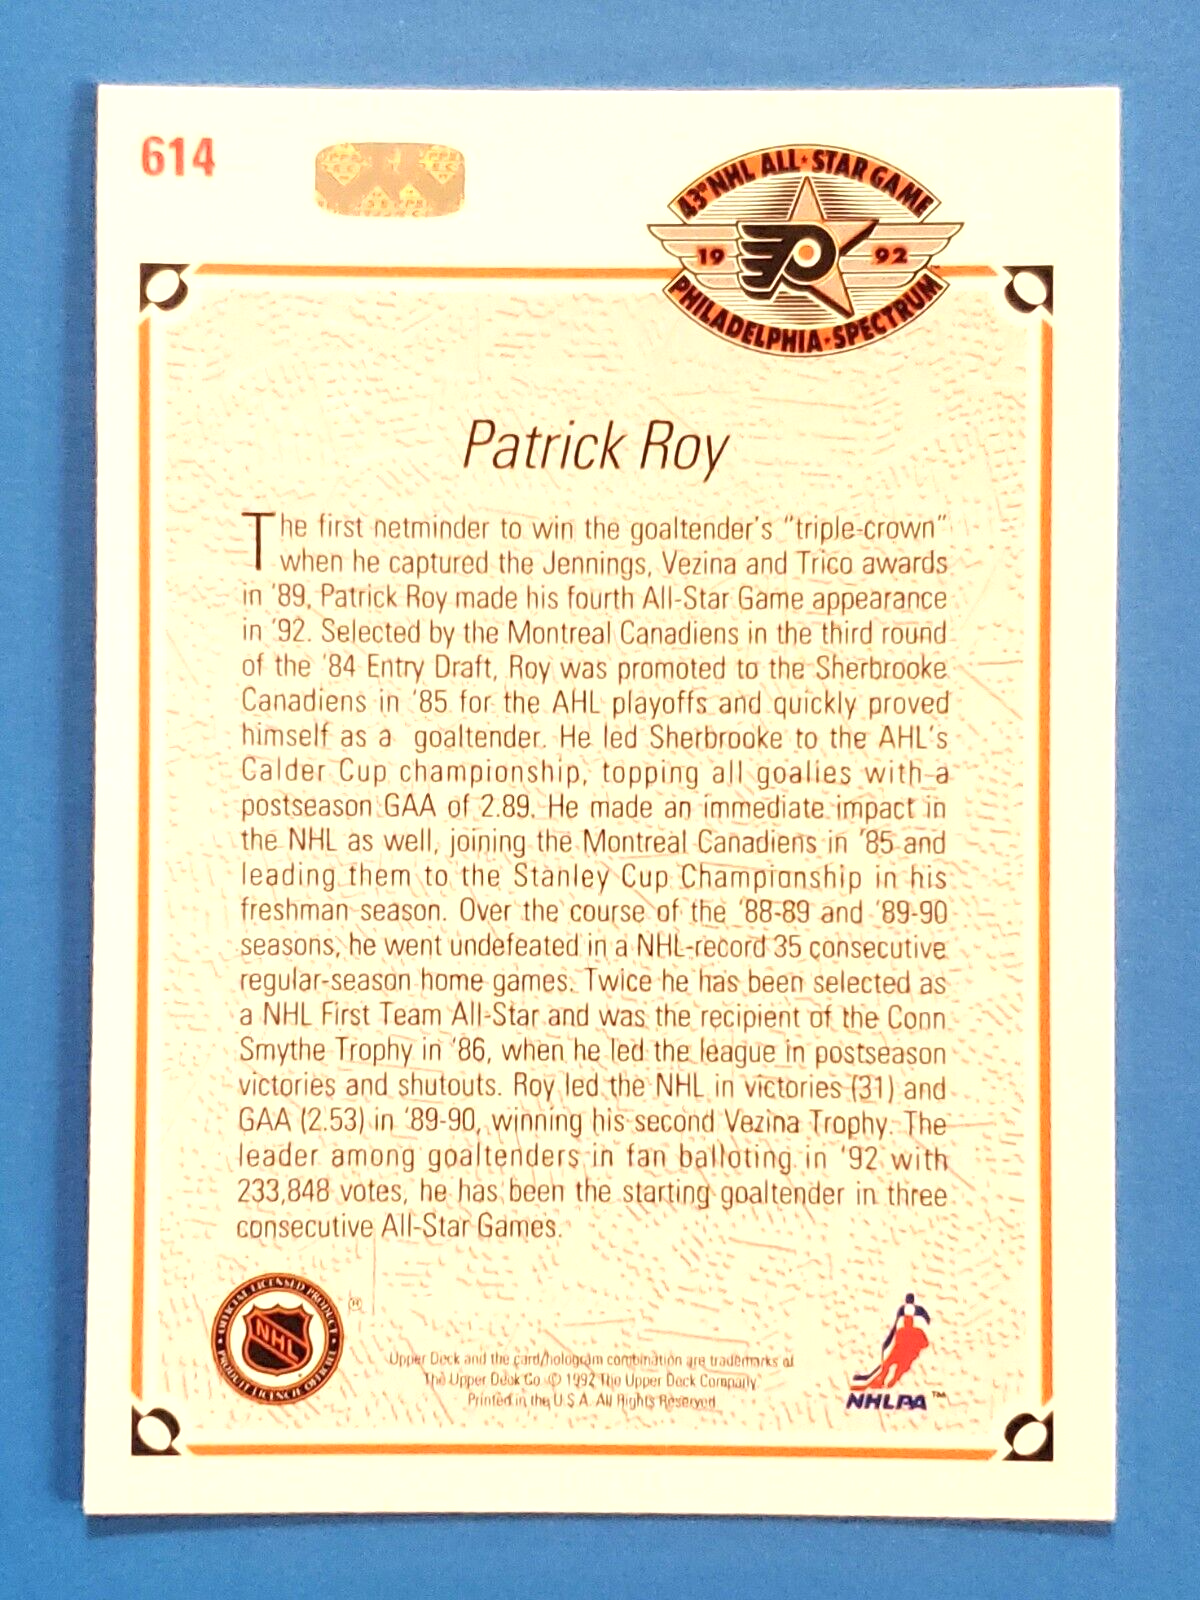 614
43rd NHL ALL★STAR GAME
19 92
PHILADELPHIA • SPECTRUM
Patrick Roy
The first netminder to win the goaltender's "triple-crown"
when he captured the Jennings, Vezina and Trico awards
in '89, Patrick Roy made his fourth All-Star Game appearance
in '92. Selected by the Montreal Canadiens in the third round
of the '84 Entry Draft, Roy was promoted to the Sherbrooke
Canadiens in '85 for the AHL playoffs and quickly proved
himself as a goaltender. He led Sherbrooke to the AHL's
Calder Cup championship, topping all goalies with a
postseason GAA of 2.89. He made an immediate impact in
the NHL as well, joining the Montreal Canadiens in '85 and
leading them to the Stanley Cup Championship in his
freshman season. Over the course of the '88-89 and '89-90
seasons, he went undefeated in a NHL-record 35 consecutive
regular-season home games. Twice he has been selected as
a NHL First Team All-Star and was the recipient of the Conn
Smythe Trophy in '86, when he led the league in postseason
victories and shutouts. Roy led the NHL in victories (31) and
GAA (2.53) in '89-90, winning his second Vezina Trophy. The
leader among goaltenders in fan balloting in '92 with
233,848 votes, he has been the starting goaltender in three
consecutive All-Star Games.
OFFICIAL LICENSED PRODUCT
NHL
PRODUIT LICENCIÉ OFFICIEL
Upper Deck and the card/hologram combination are trademarks of
The Upper Deck Co. © 1992 The Upper Deck Company
Printed in the U.S.A. All Rights Reserved
NHLPA™